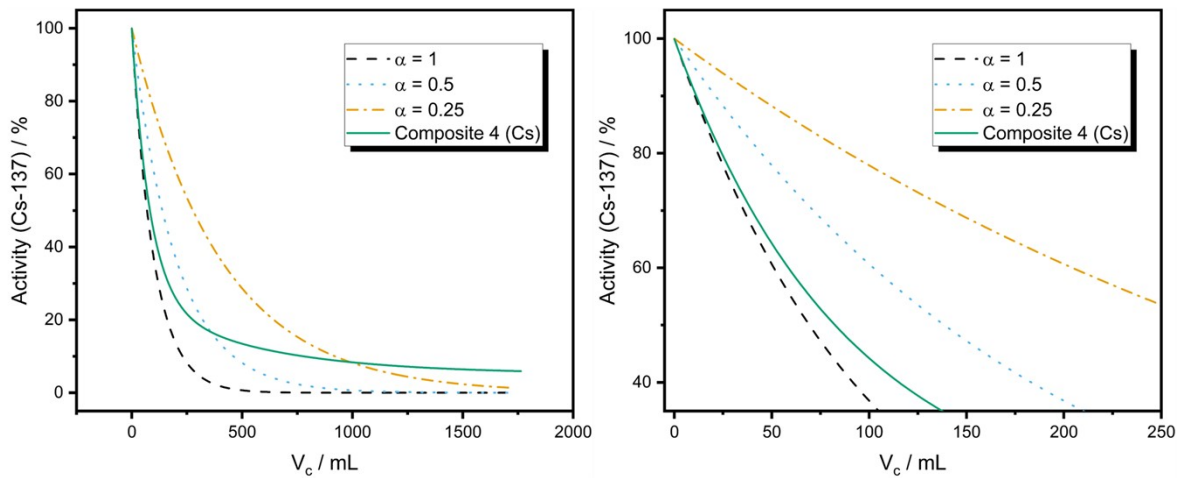 100
80
60
40
20
0
Activity (Cs-137) / %
α = 1
α = 0.5
α = 0.25
Composite 4 (Cs)
0
500
1000
1500
2000
V_c / mL
100
80
60
40
Activity (Cs-137) / %
α = 1
α = 0.5
α = 0.25
Composite 4 (Cs)
0
50
100
150
200
250
V_c / mL